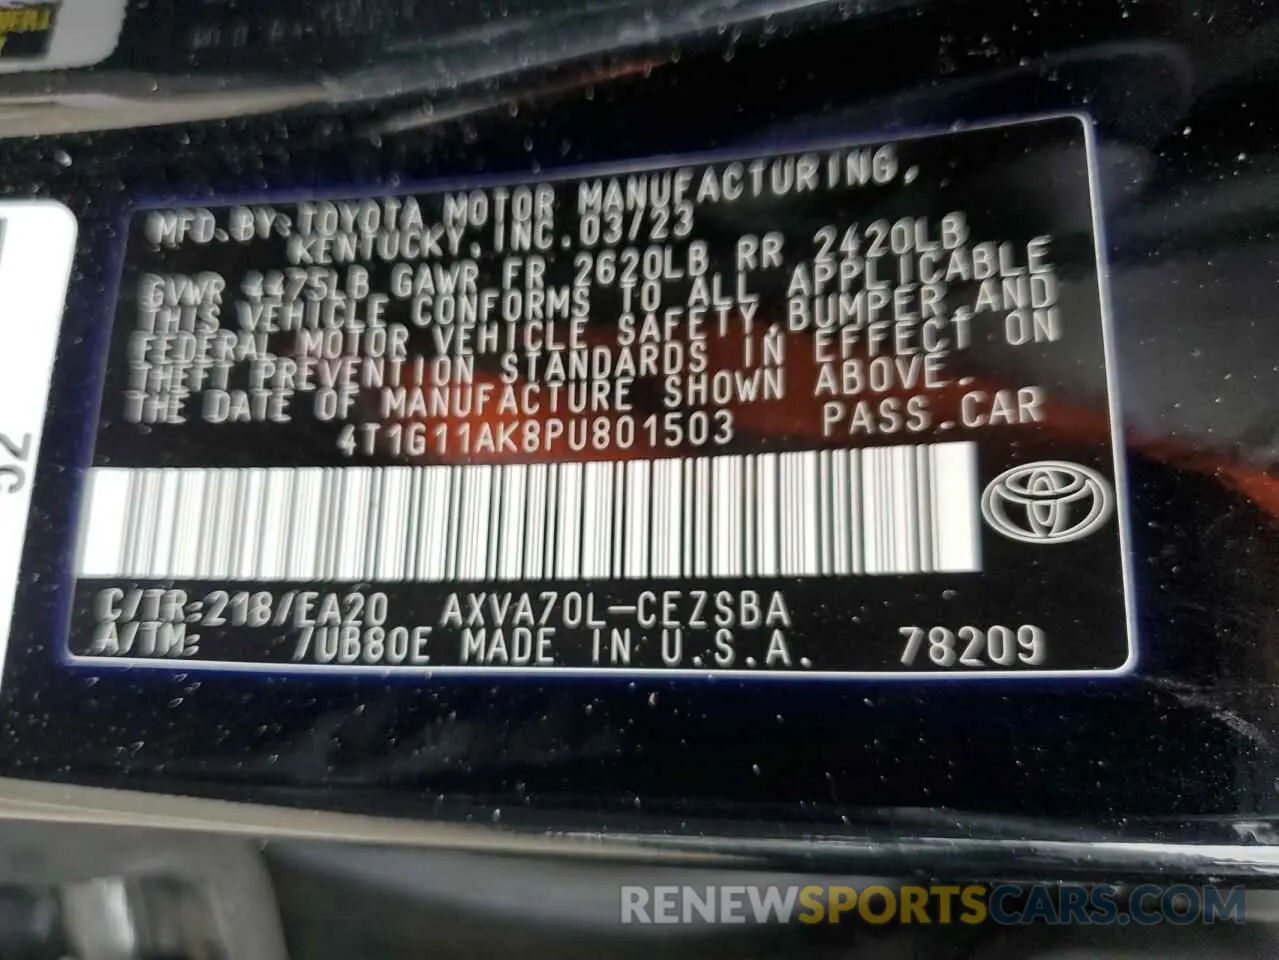 MFD. BY: TOYOTA MOTOR MANUFACTURING,
KENTUCKY, INC. 03/23
GVWR 4475LB GAWR FR 2620LB RR 2420LB
THIS VEHICLE CONFORMS TO ALL APPLICABLE
FEDERAL MOTOR VEHICLE SAFETY, BUMPER, AND
THEFT PREVENTION STANDARDS IN EFFECT ON
THE DATE OF MANUFACTURE SHOWN ABOVE.
4T1G11AK8PU801503 PASS.CAR
C/TR: 218/EA20 AXVA70L-CEZSBA
A/TM: 7UB80E MADE IN U.S.A. 78209
RENEWSPORTSCARS.COM